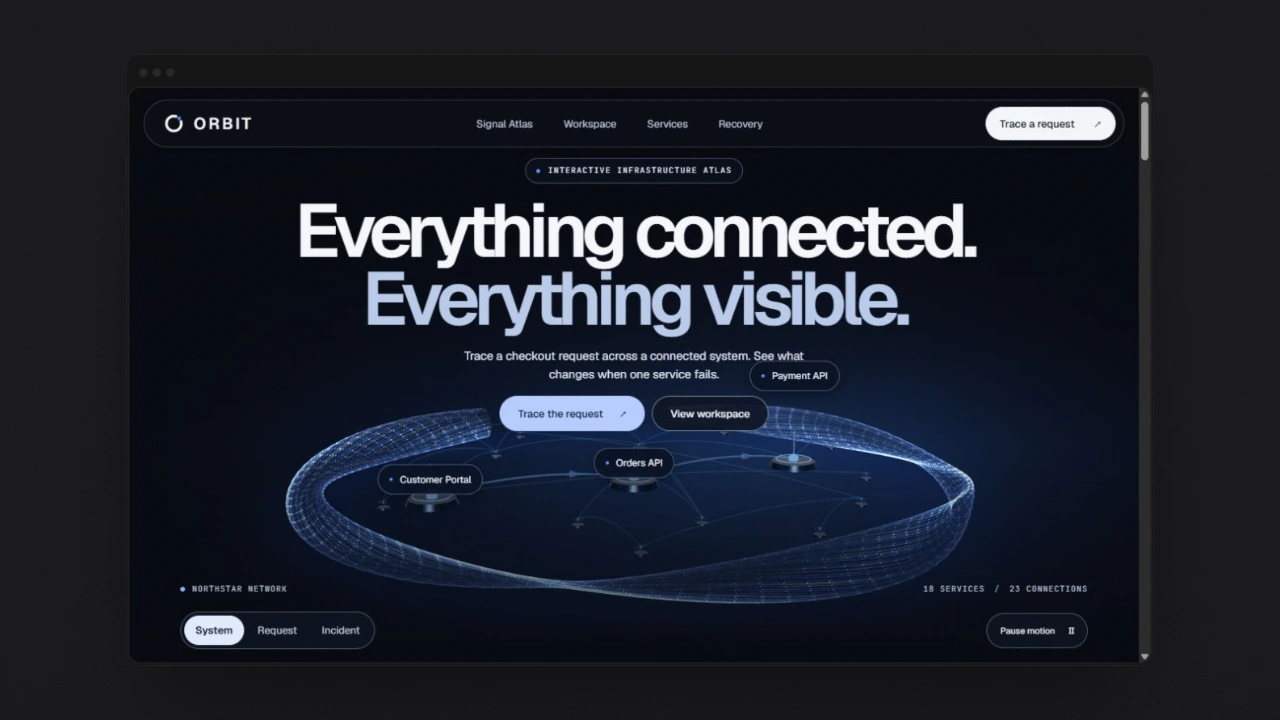 ORBIT
Signal Atlas
Workspace
Services
Recovery
Trace a request ↗
INTERACTIVE INFRASTRUCTURE ATLAS
Everything connected.
Everything visible.
Trace a checkout request across a connected system. See what
changes when one service fails.
Payment API
Trace the request ↗
View workspace
Orders API
Customer Portal
NORTHSTAR NETWORK
18 SERVICES / 23 CONNECTIONS
System
Request
Incident
Pause motion